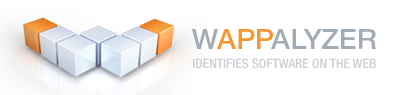 WAPPALYZER
IDENTIFIES SOFTWARE ON THE WEB